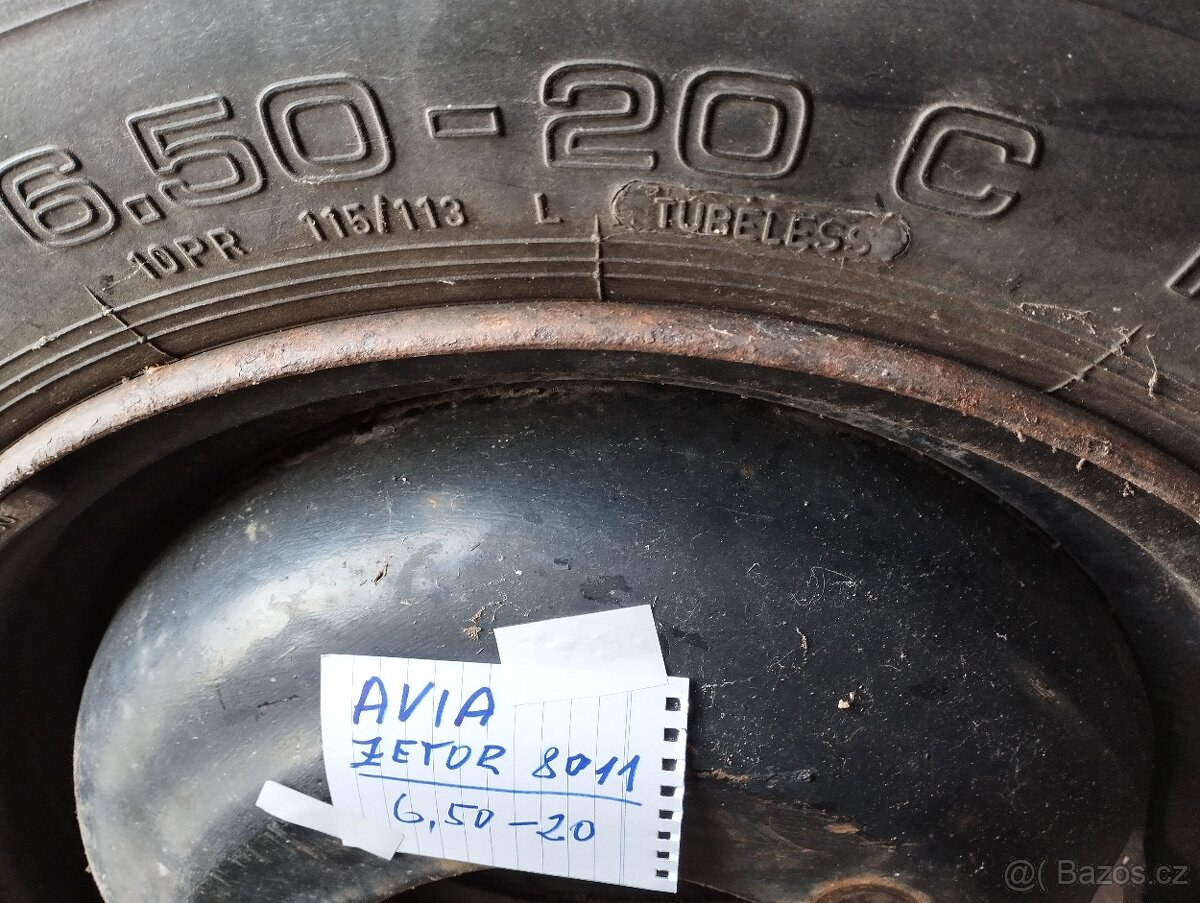 6.50-20 C
10PR 115/113 L TUBELESS
AVIA
ZETOR 8011
6,50-20
@( Bazos.cz